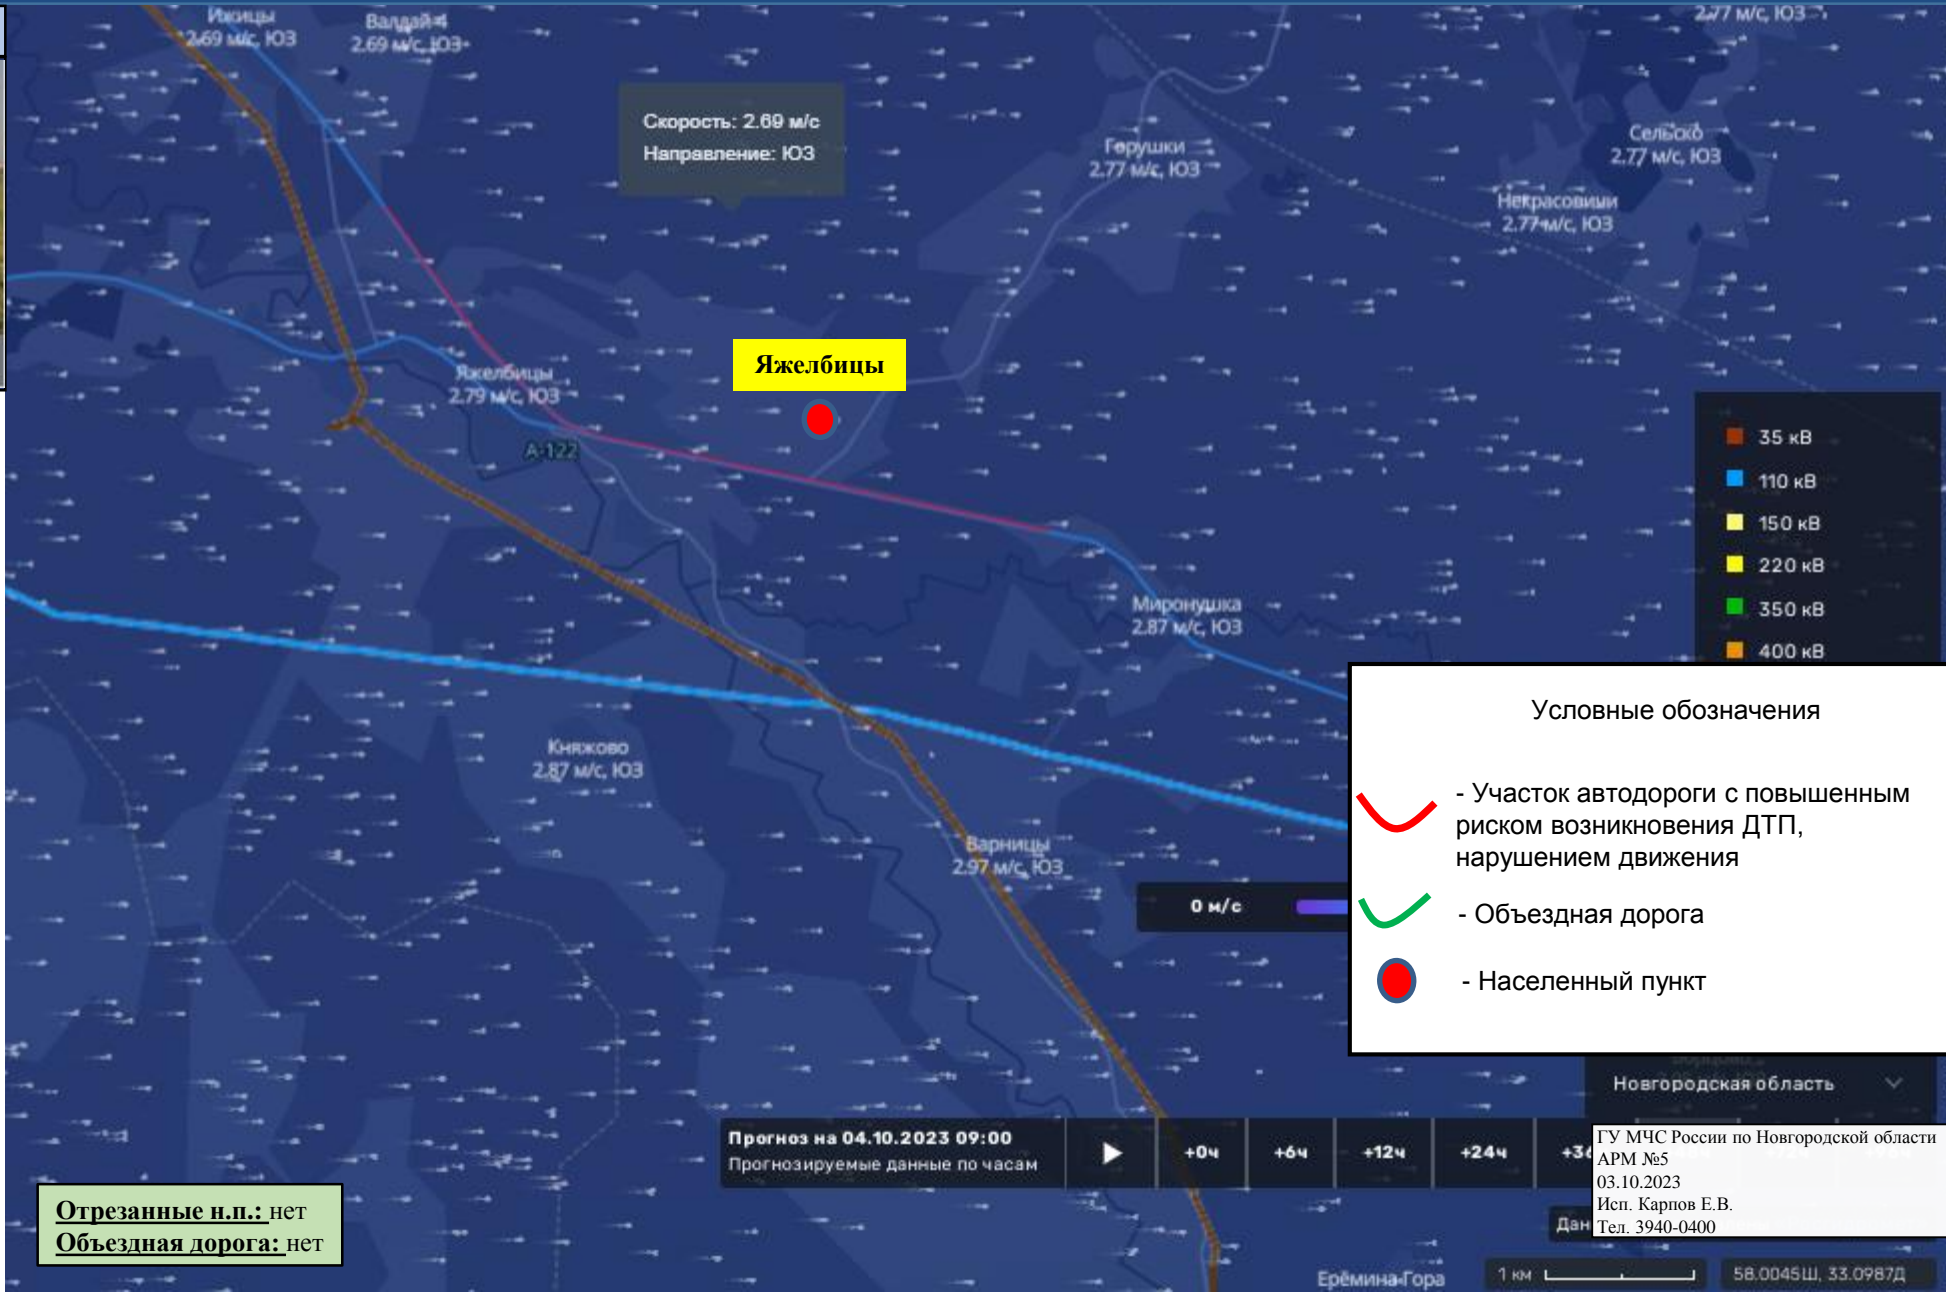 Ижицы
2.69 м/с, ЮЗ
Валдай-4
2.69 м/с, ЮЗ
2.77 м/с, ЮЗ
Скорость: 2.69 м/с
Направление: ЮЗ
Горушки
2.77 м/с, ЮЗ
Сельско
2.77 м/с, ЮЗ
Некрасовичи
2.77 м/с, ЮЗ
Яжелбицы
Яжелбицы
2.79 м/с, ЮЗ
А-122
35 кВ
110 кВ
150 кВ
220 кВ
350 кВ
400 кВ
Миронушка
2.87 м/с, ЮЗ
Княжово
2.87 м/с, ЮЗ
Варницы
2.97 м/с, ЮЗ
0 м/с
Условные обозначения
- Участок автодороги с повышенным
риском возникновения ДТП,
нарушением движения
- Объездная дорога
- Населенный пункт
Новгородская область
Прогноз на 04.10.2023 09:00
Прогнозируемые данные по часам
+0ч
+6ч
+12ч
+24ч
ГУ МЧС России по Новгородской области
АРМ №5
03.10.2023
Исп. Карпов Е.В.
Тел. 3940-0400
Отрезанные н.п.: нет
Объездная дорога: нет
Ерёмина Гора
1 км
58.0045Ш, 33.0987Д